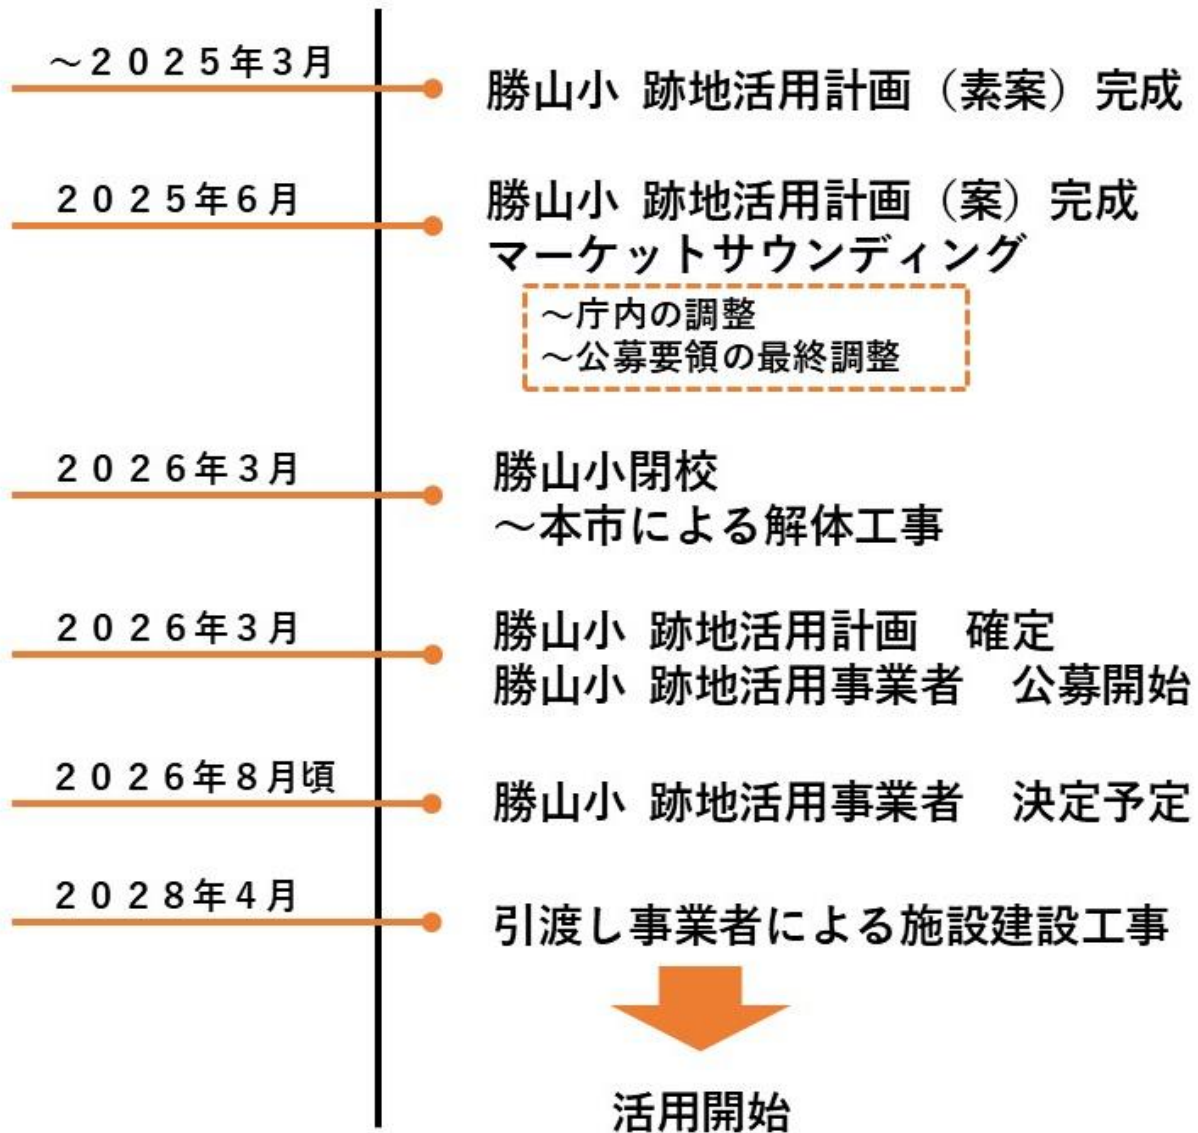 ～２０２５年３月
勝山小 跡地活用計画（素案）完成
２０２５年６月
勝山小 跡地活用計画（案）完成
マーケットサウンディング
～庁内の調整
～公募要領の最終調整
２０２６年３月
勝山小閉校
～本市による解体工事
２０２６年３月
勝山小 跡地活用計画　確定
勝山小 跡地活用事業者　公募開始
２０２６年８月頃
勝山小 跡地活用事業者　決定予定
２０２８年４月
引渡し事業者による施設建設工事
活用開始